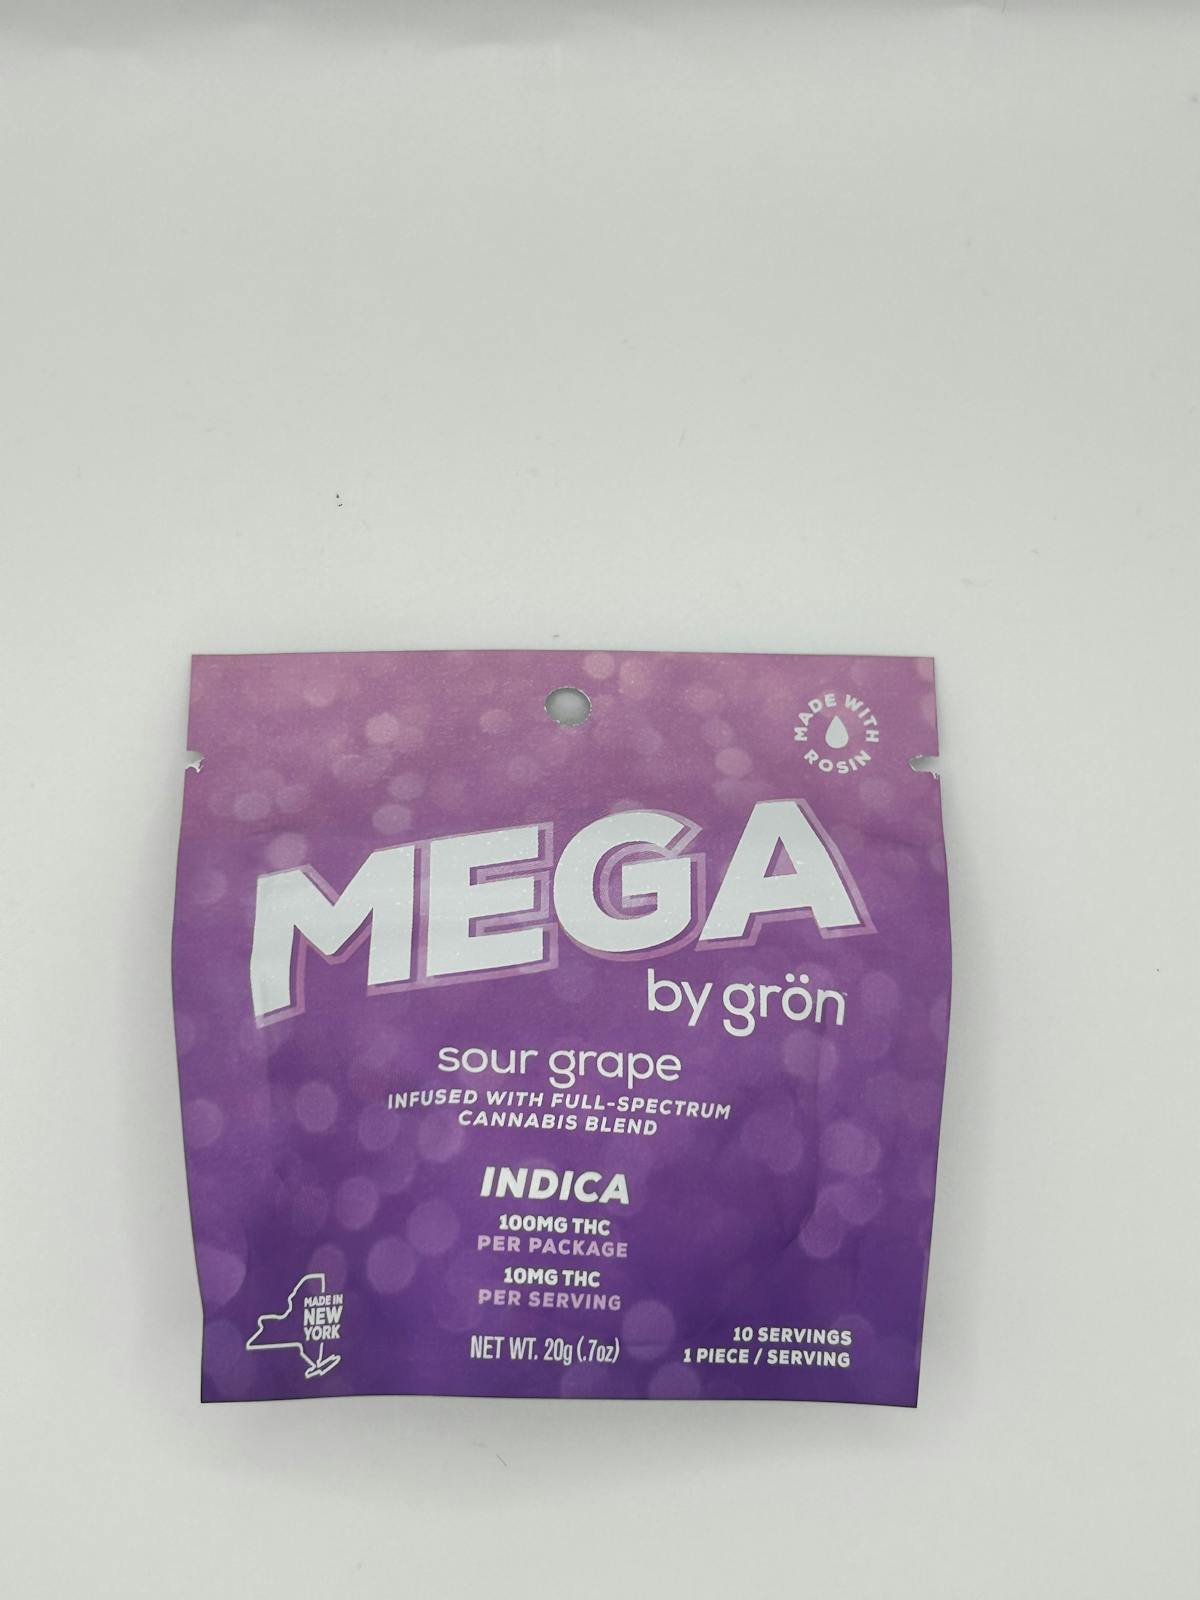 MADE WITH
ROSIN
MEGA
by grön
sour grape
INFUSED WITH FULL-SPECTRUM
CANNABIS BLEND
INDICA
100MG THC
PER PACKAGE
10MG THC
PER SERVING
MADE IN
NEW
YORK
NET WT. 20g (.7oz)
10 SERVINGS
1 PIECE / SERVING